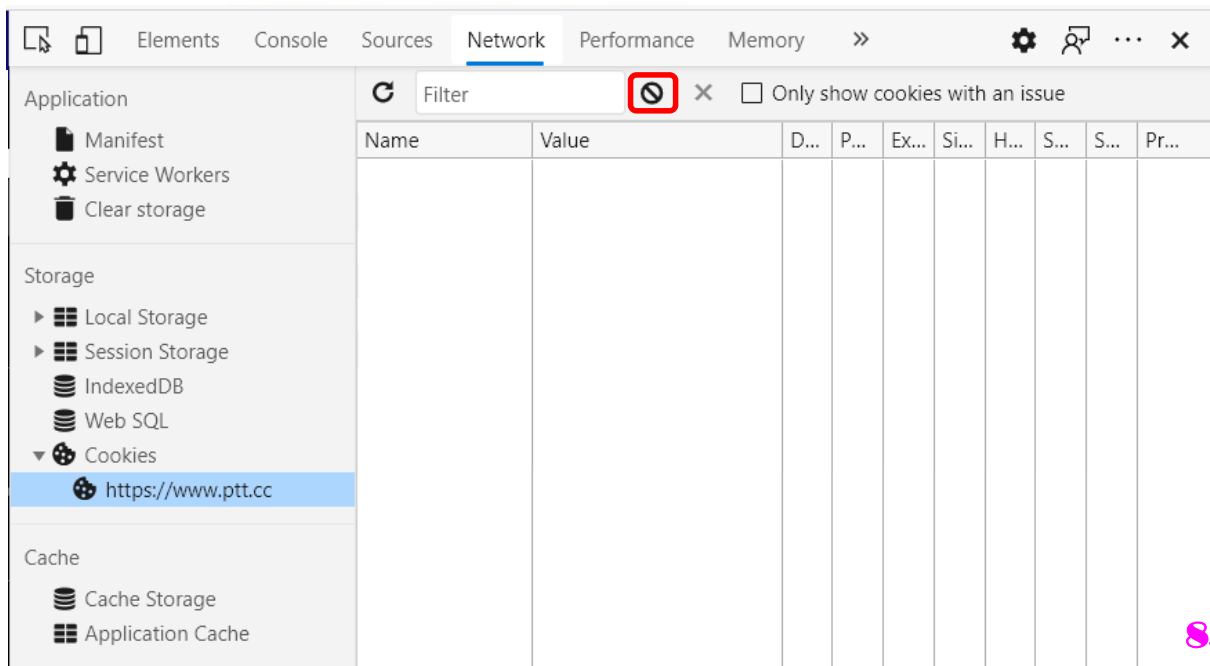 Elements Console Sources Network Performance Memory
Application
Manifest
Service Workers
Clear storage
Storage
Local Storage
Session Storage
IndexedDB
Web SQL
Cookies
https://www.ptt.cc
Cache
Cache Storage
Application Cache
Filter Only show cookies with an issue
Name Value D... P... Ex... Si... H... S... S... Pr...
8